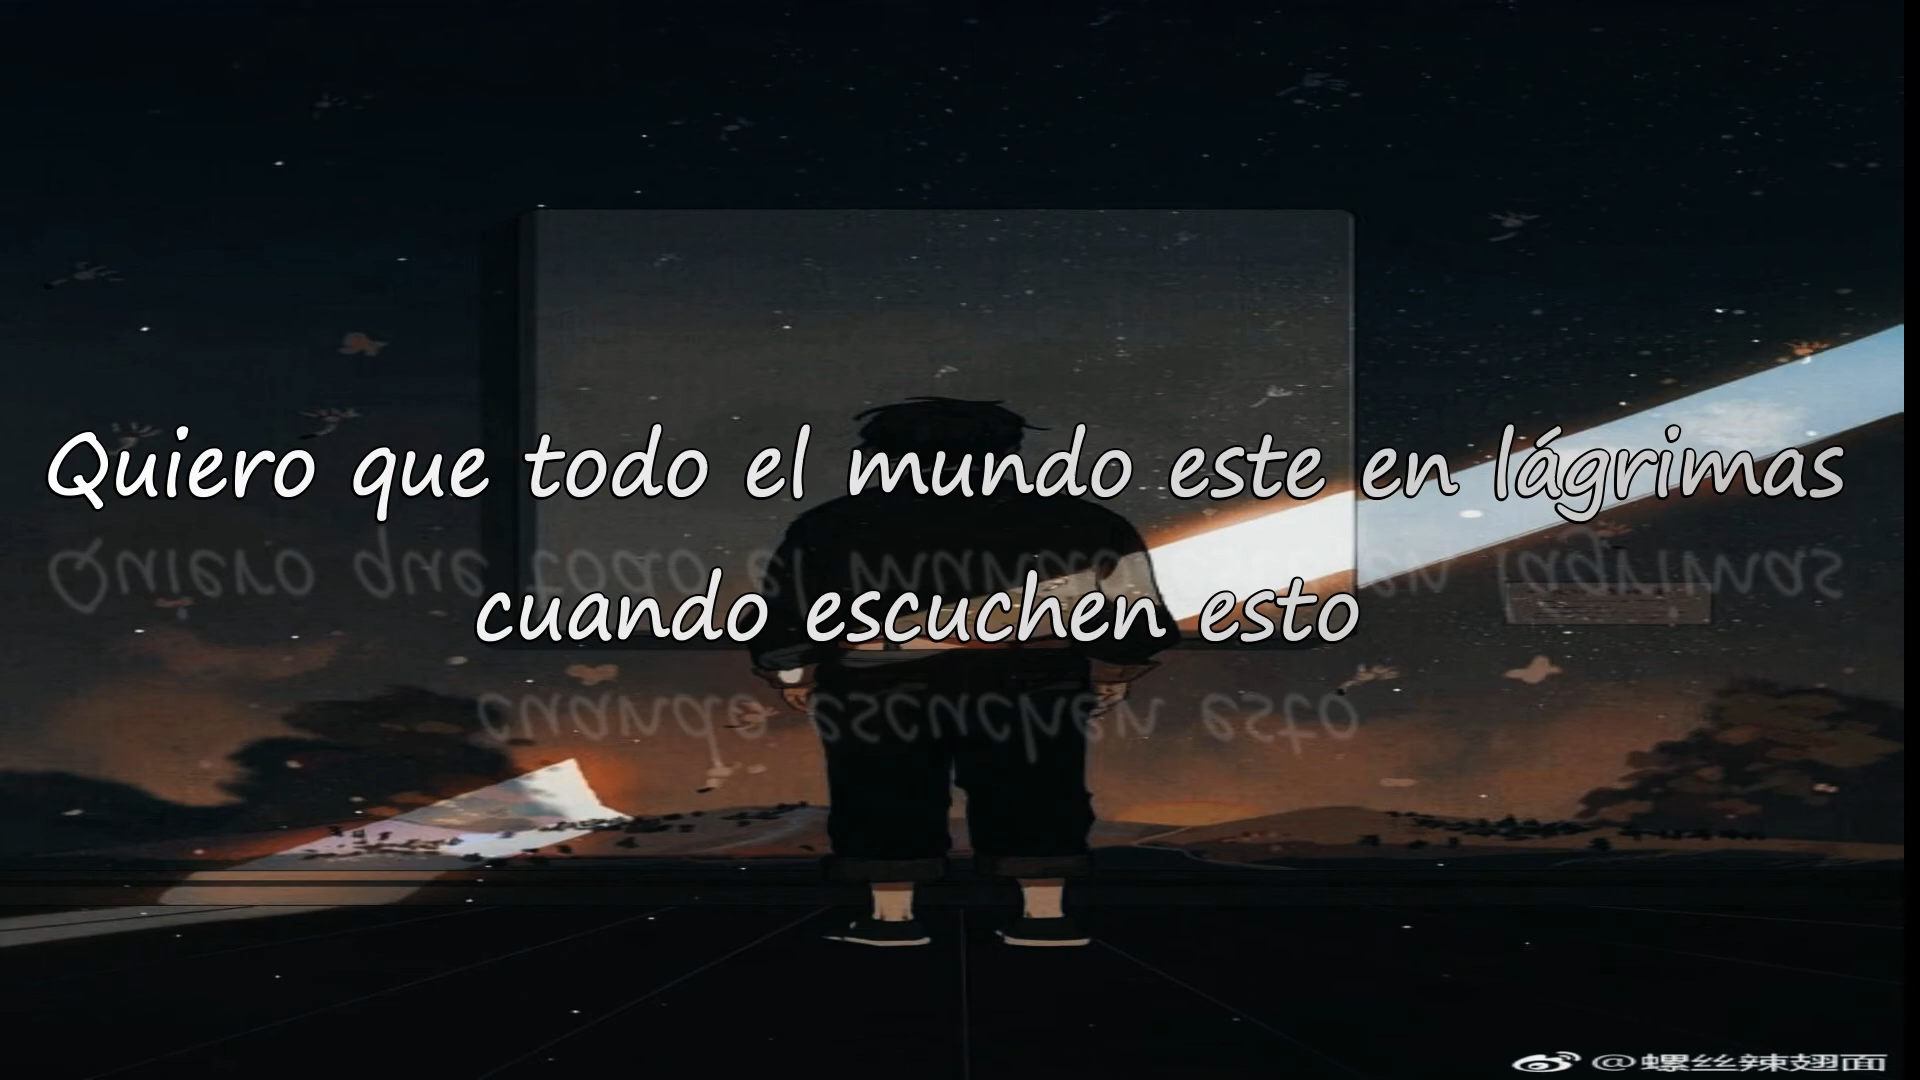 Quiero que todo el mundo este en lágrimas
cuando escuchen esto
@螺丝辣翅面